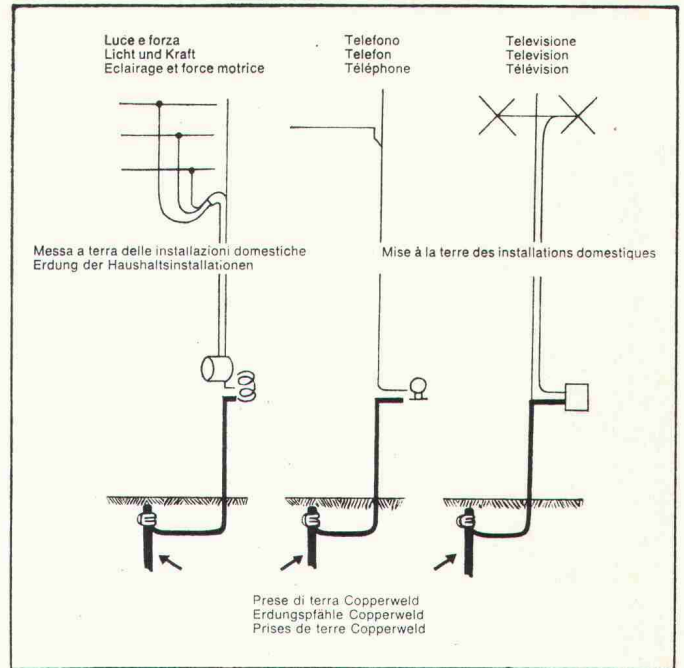 Luce e forza
Licht und Kraft
Eclairage et force motrice
Telefono
Telefon
Téléphone
Televisione
Television
Télévision
Messa a terra delle installazioni domestiche
Erdung der Haushaltsinstallationen
Mise à la terre des installations domestiques
Prese di terra Copperweld
Erdungspfähle Copperweld
Prises de terre Copperweld